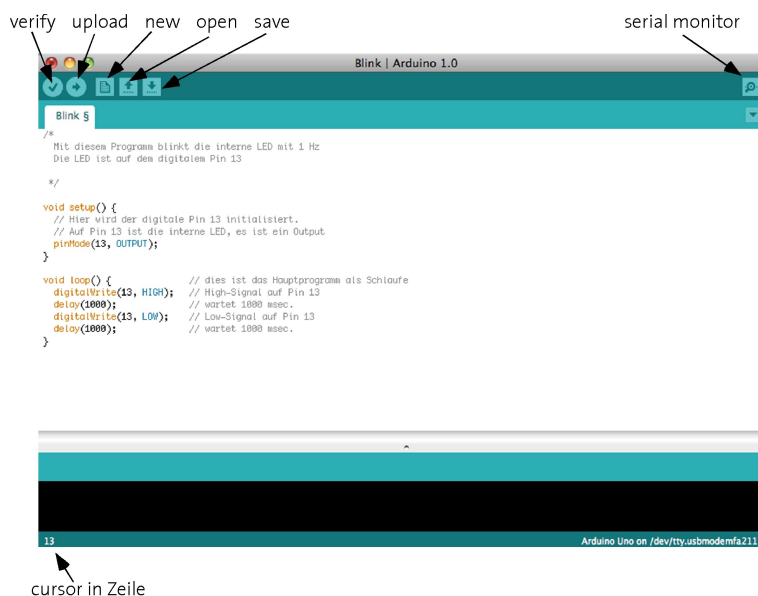 verify upload new open save serial monitor
Blink | Arduino 1.0
Blink §
/*
Mit diesem Programm blinkt die interne LED mit 1 Hz
Die LED ist auf dem digitalem Pin 13
*/
void setup() {
// Hier wird der digitale Pin 13 initialisiert.
// Auf Pin 13 ist die interne LED, es ist ein Output
pinMode(13, OUTPUT);
}
void loop() { // dies ist das Hauptprogramm als Schlaufe
digitalWrite(13, HIGH); // High-Signal auf Pin 13
delay(1000); // wartet 1000 msec.
digitalWrite(13, LOW); // Low-Signal auf Pin 13
delay(1000); // wartet 1000 msec.
}
13 Arduino Uno on /dev/tty.usbmodemfa211
cursor in Zeile